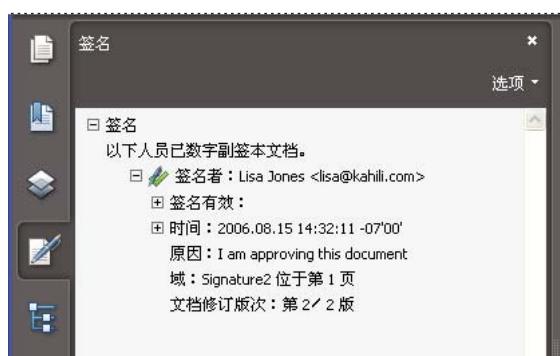 签名
选项
签名
以下人员已数字副签本文档。
签名者：Lisa Jones <lisa@kahili.com>
签名有效：
时间：2006.08.15 14:32:11 -07'00'
原因：I am approving this document
域：Signature2 位于第 1 页
文档修订版次：第 2／2 版